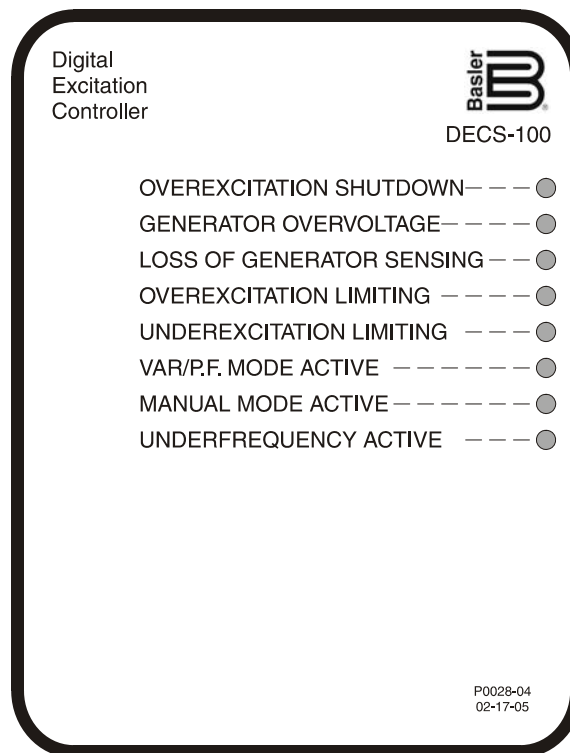 Digital
Excitation
Controller
Basler
DECS-100
OVEREXCITATION SHUTDOWN
GENERATOR OVERVOLTAGE
LOSS OF GENERATOR SENSING
OVEREXCITATION LIMITING
UNDEREXCITATION LIMITING
VAR/P.F. MODE ACTIVE
MANUAL MODE ACTIVE
UNDERFREQUENCY ACTIVE
P0028-04
02-17-05